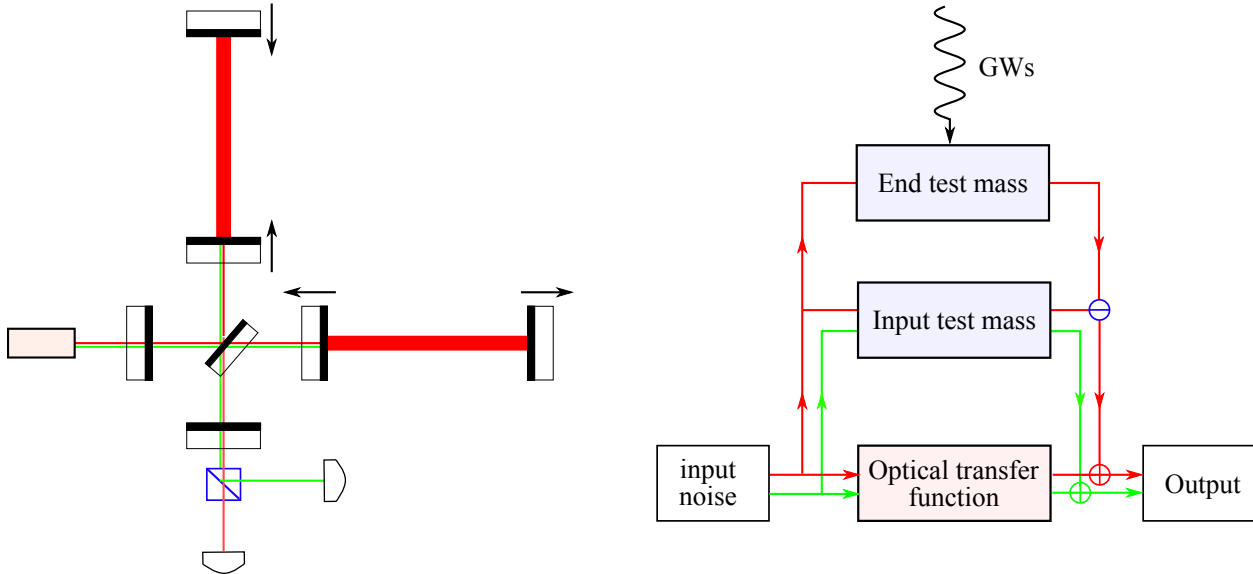 GWs
End test mass
Input test mass
input
noise
Optical transfer
function
Output